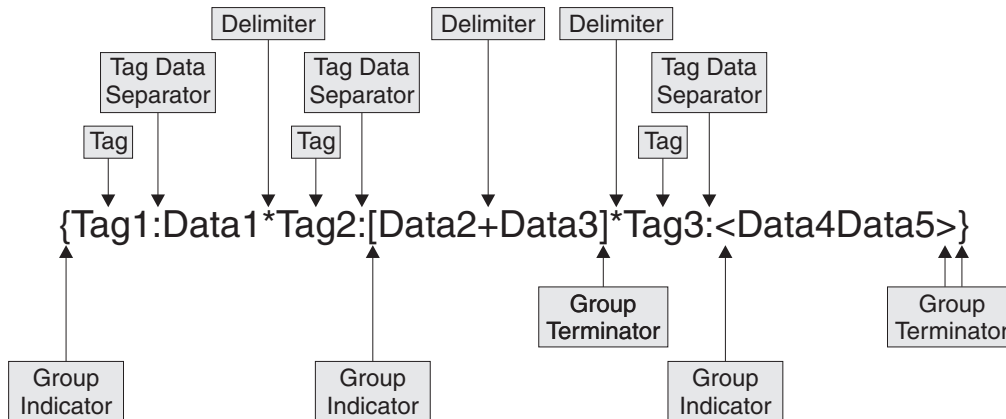 Delimiter Delimiter Delimiter
Tag Data Separator Tag Data Separator Tag Data Separator
Tag Tag Tag
{Tag1:Data1*Tag2:[Data2+Data3]*Tag3:<Data4Data5>}
Group Terminator Group Terminator
Group Indicator Group Indicator Group Indicator